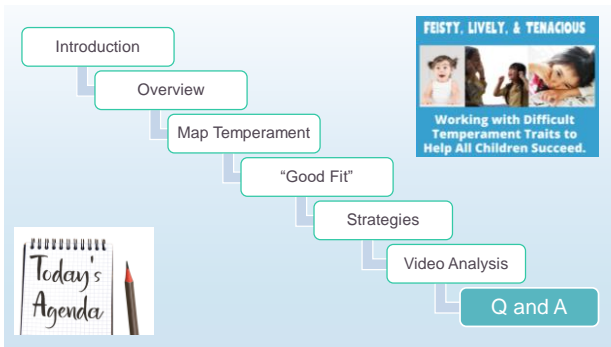 FEISTY, LIVELY, & TENACIOUS
Working with Difficult
Temperament Traits to
Help All Children Succeed.
Introduction
Overview
Map Temperament
“Good Fit”
Strategies
Video Analysis
Q and A
Today's
Agenda